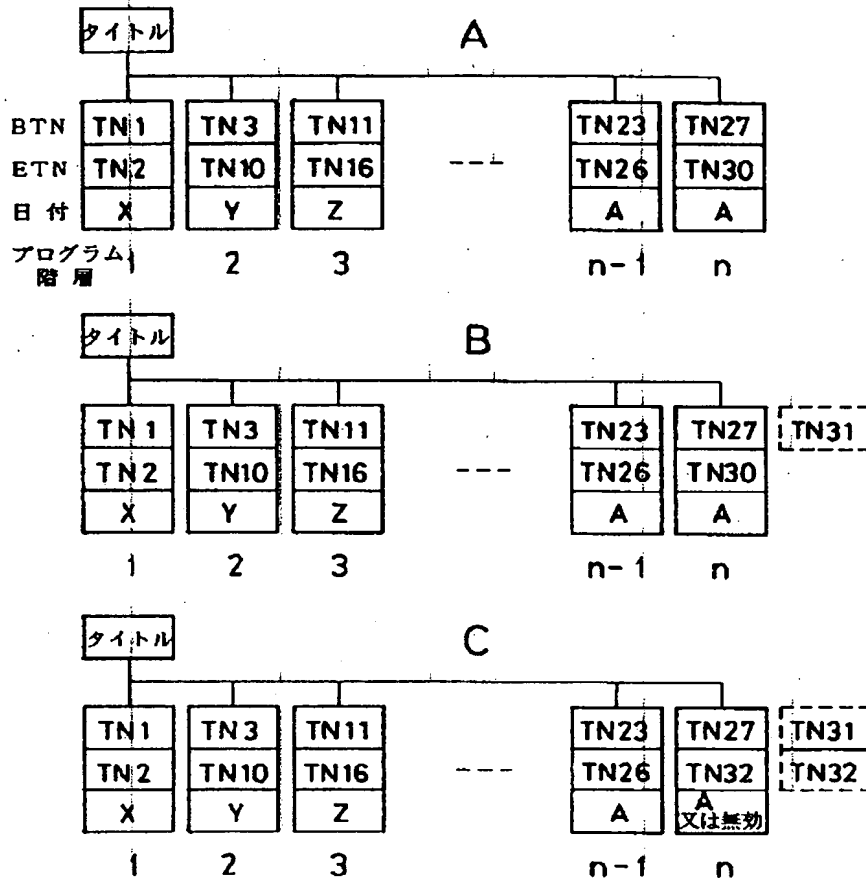 タイトル
A
BTN TN1 TN3 TN11 TN23 TN27
ETN TN2 TN10 TN16 --- TN26 TN30
日付 X Y Z A A
プログラム階層 1 2 3 n-1 n
タイトル
B
TN1 TN3 TN11 TN23 TN27 TN31
TN2 TN10 TN16 --- TN26 TN30
X Y Z A A
1 2 3 n-1 n
タイトル
C
TN1 TN3 TN11 TN23 TN27 TN31
TN2 TN10 TN16 --- TN26 TN32 TN32
X Y Z A A
又は無効
1 2 3 n-1 n